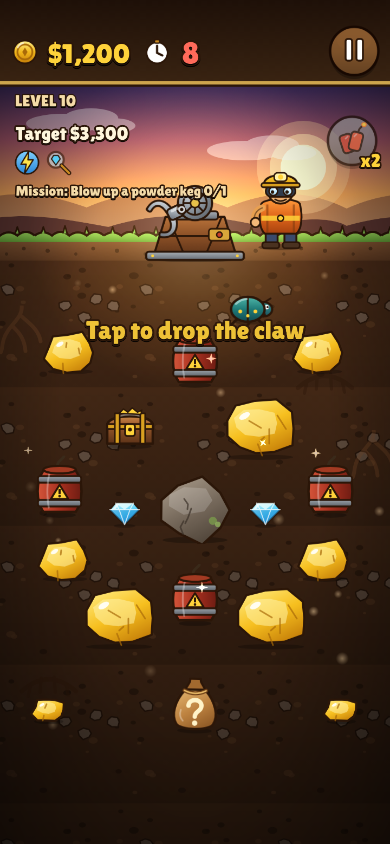 $1,200 8
LEVEL 10
Target $3,300
x2
Mission: Blow up a powder keg 0/1
Tap to drop the claw
?